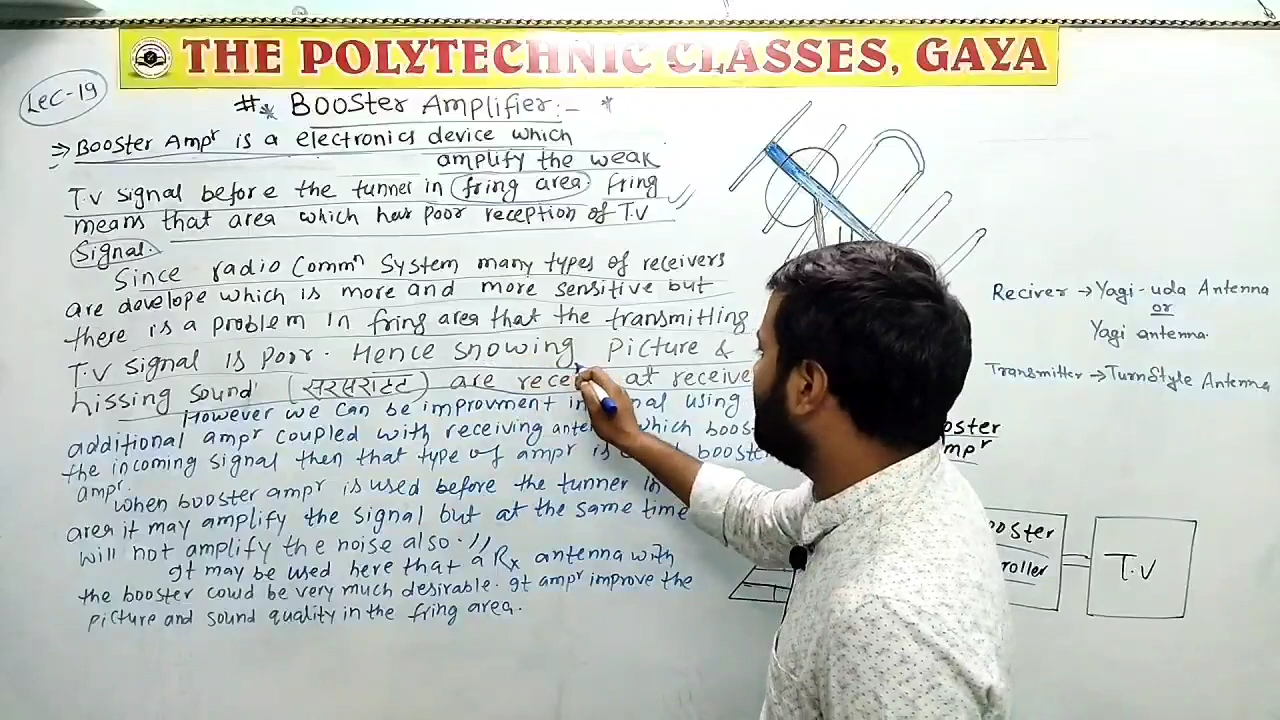 THE POLYTECHNIC CLASSES, GAYA
Lec-19
#* Booster Amplifier:- *
=> Booster Ampr is a electronics device which
amplify the weak
T.V signal before the tunner in fring area fring
means that area which has poor reception of T.V
Signal.
Since radio Commn System many types of receivers
are develope which is more and more sensitive but
there is a problem in fring area that the transmitting
T.V signal is poor. Hence snowing picture &
hissing sound (सरसराहट) are at receive
However we can be improvment in using
additional ampr coupled with receiving which
the incoming signal then that type of ampr is booster
ampr.
When booster ampr is used before the tunner in
area it may amplify the signal but at the same time
will not amplify the noise also.
It may be used here that a Rx antenna with
the booster could be very much desirable. It ampr improve the
picture and sound quality in the fring area.
Reciver → Yagi-uda Antenna
or
Yagi antenna.
Transmitter → Turnstyle Antenna
oster
mpr
ooster
roller
T.V